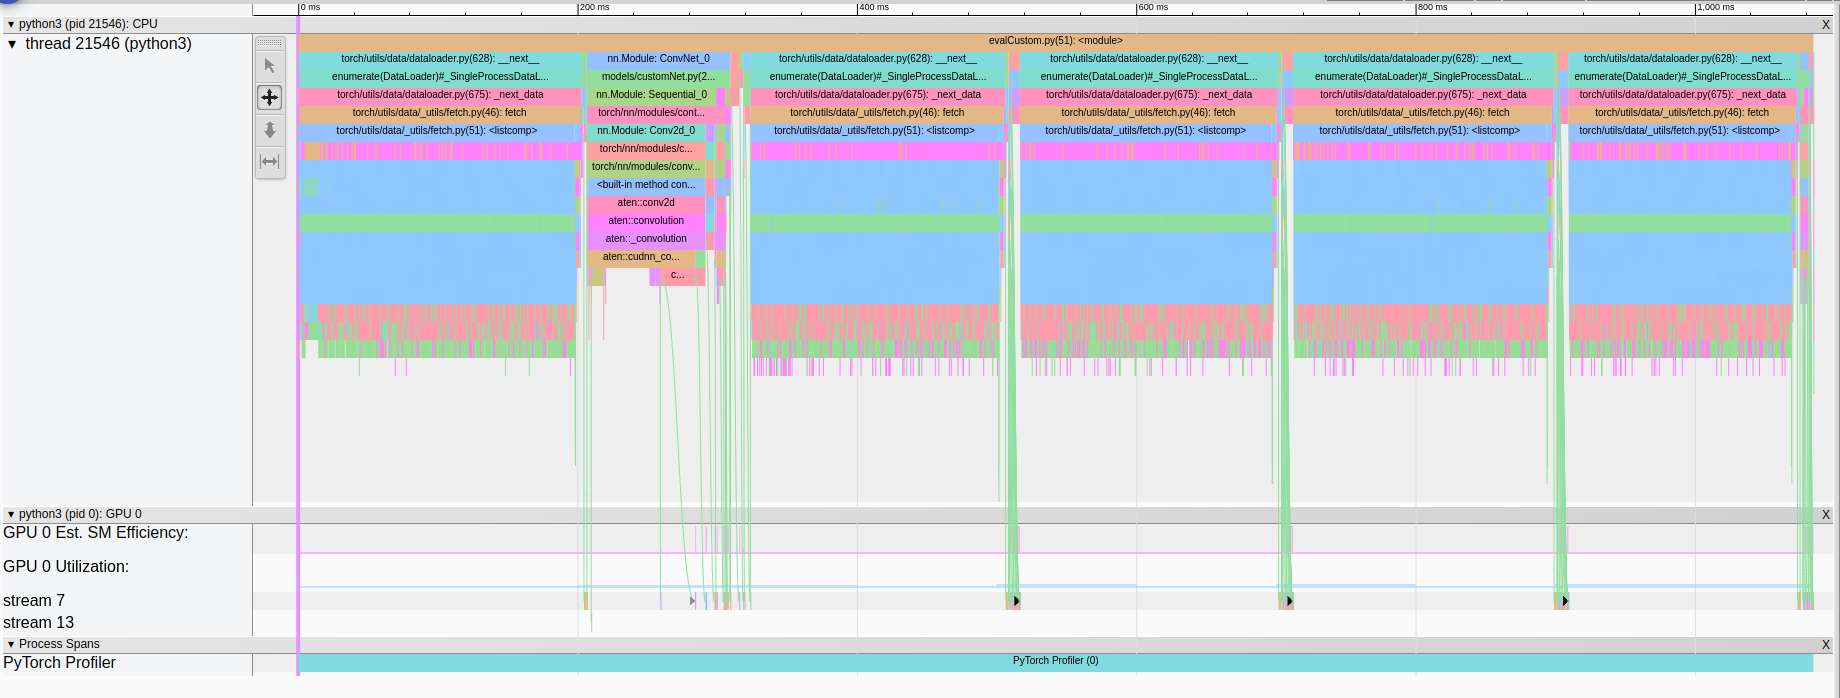 0 ms 200 ms 400 ms 600 ms 800 ms 1,000 ms
▼ python3 (pid 21546): CPU X
▼ thread 21546 (python3)
evalCustom.py(51): <module>
torch/utils/data/dataloader.py(628): __next__ nn.Module: ConvNet_0 torch/utils/data/dataloader.py(628): __next__ torch/utils/data/dataloader.py(628): __next__ torch/utils/data/dataloader.py(628): __next__ torch/utils/data/dataloader.py(628): __next__
enumerate(DataLoader)#_SingleProcessDataL... models/customNet.py(2... enumerate(DataLoader)#_SingleProcessDataL... enumerate(DataLoader)#_SingleProcessDataL... enumerate(DataLoader)#_SingleProcessDataL... enumerate(DataLoader)#_SingleProcessDataL...
torch/utils/data/dataloader.py(675): _next_data nn.Module: Sequential_0 torch/utils/data/dataloader.py(675): _next_data torch/utils/data/dataloader.py(675): _next_data torch/utils/data/dataloader.py(675): _next_data torch/utils/data/dataloader.py(675): _next_data
torch/utils/data/_utils/fetch.py(46): fetch torch/nn/modules/cont... torch/utils/data/_utils/fetch.py(46): fetch torch/utils/data/_utils/fetch.py(46): fetch torch/utils/data/_utils/fetch.py(46): fetch torch/utils/data/_utils/fetch.py(46): fetch
torch/utils/data/_utils/fetch.py(51): <listcomp> nn.Module: Conv2d_0 torch/utils/data/_utils/fetch.py(51): <listcomp> torch/utils/data/_utils/fetch.py(51): <listcomp> torch/utils/data/_utils/fetch.py(51): <listcomp> torch/utils/data/_utils/fetch.py(51): <listcomp>
torch/nn/modules/c...
torch/nn/modules/conv...
<built-in method con...
aten::conv2d
aten::convolution
aten::_convolution
aten::cudnn_co...
c...
▼ python3 (pid 0): GPU 0 X
GPU 0 Est. SM Efficiency:
GPU 0 Utilization:
stream 7
stream 13
▼ Process Spans X
PyTorch Profiler PyTorch Profiler (0)